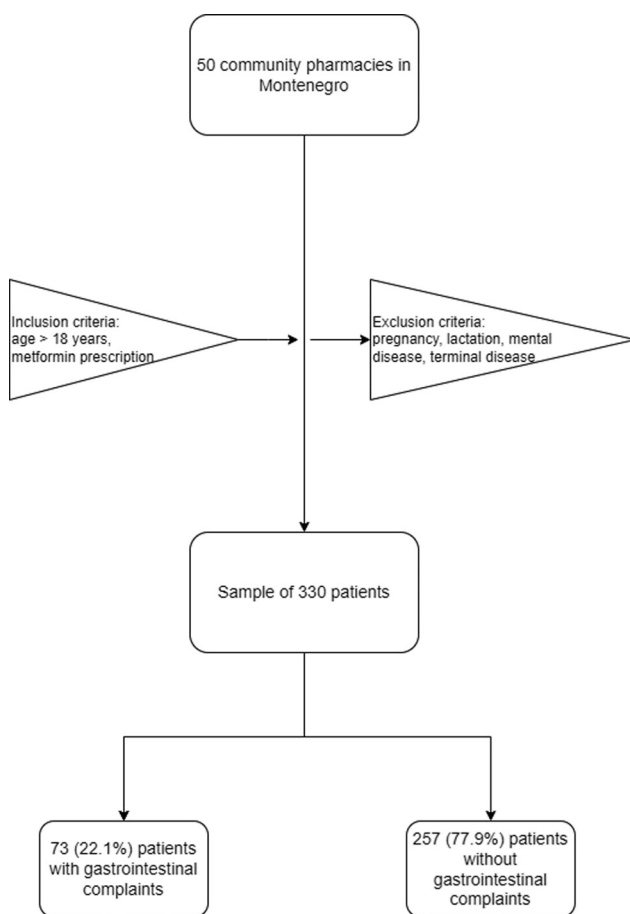 50 community pharmacies in
Montenegro
Inclusion criteria:
age > 18 years,
metformin prescription
Exclusion criteria:
pregnancy, lactation, mental
disease, terminal disease
Sample of 330 patients
73 (22.1%) patients
with gastrointestinal
complaints
257 (77.9%) patients
without
gastrointestinal
complaints